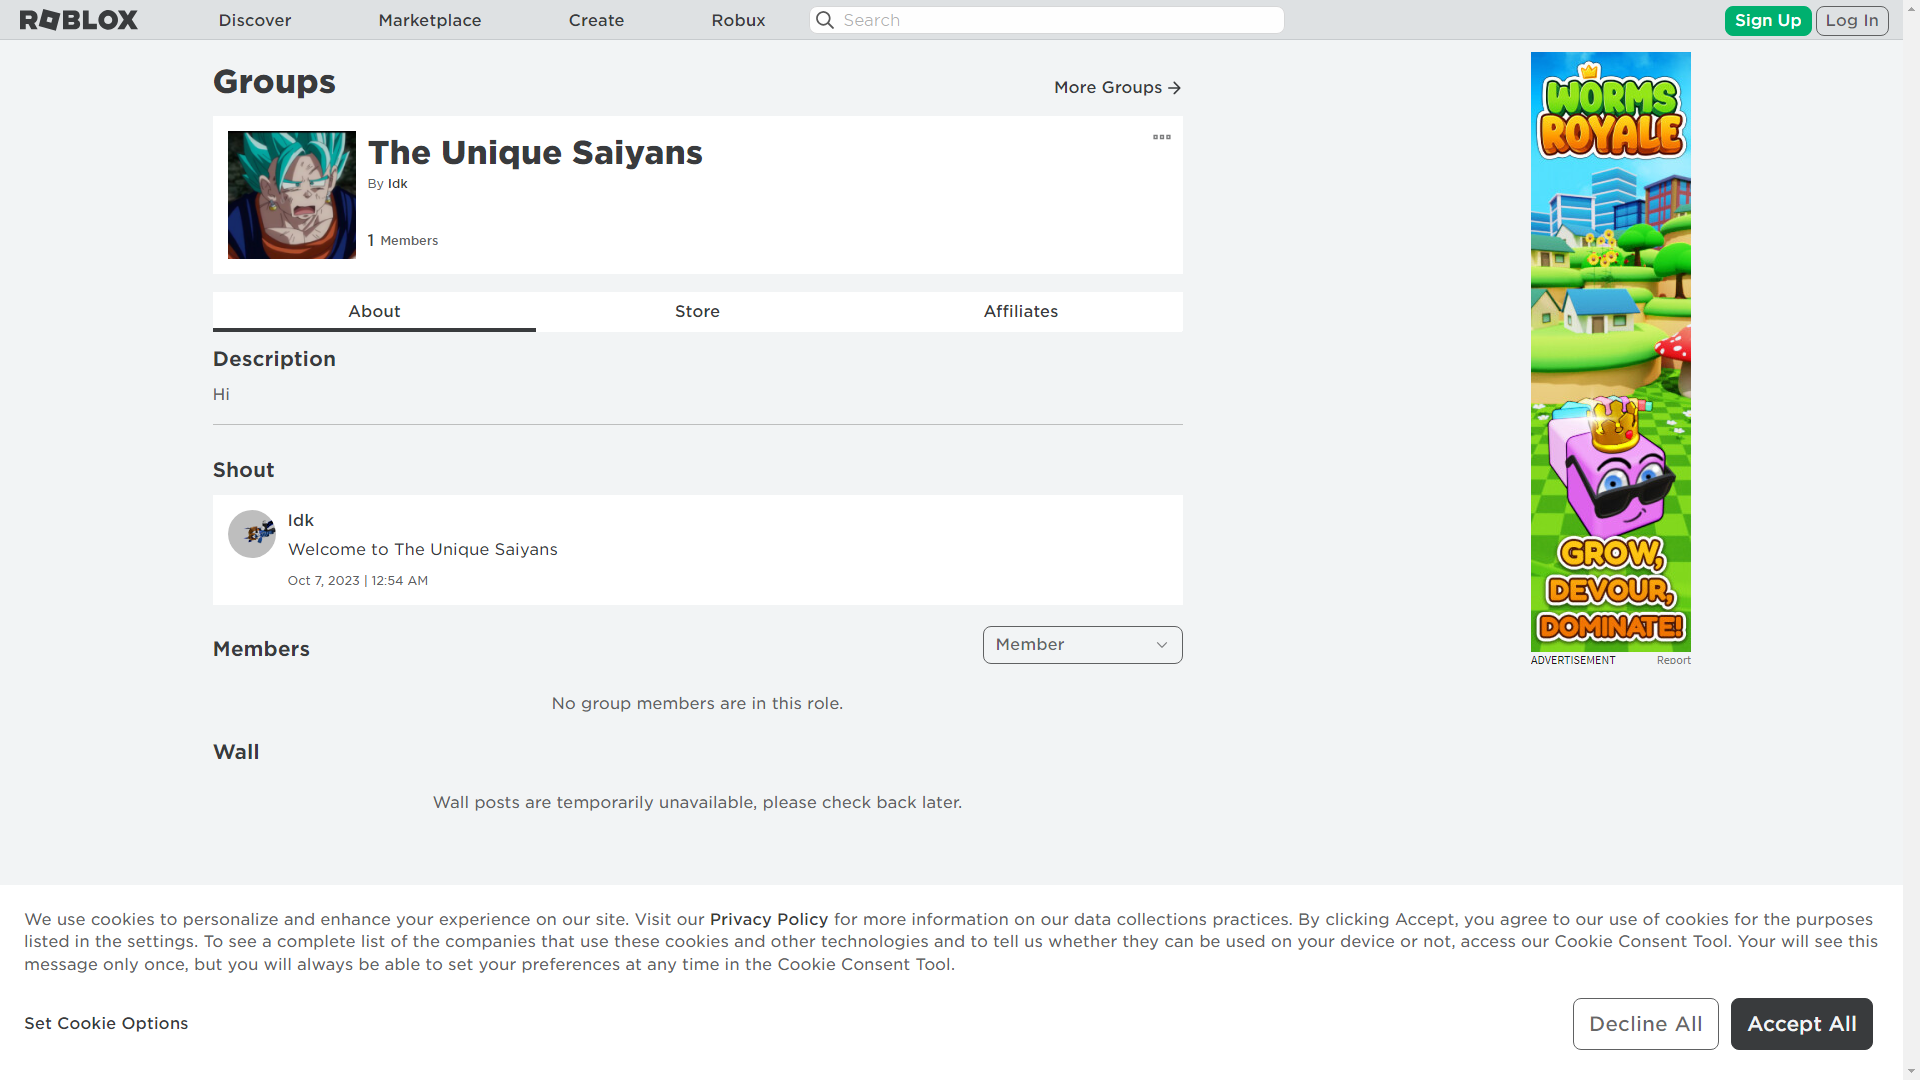 ROBLOX
Discover
Marketplace
Create
Robux
Search
Sign Up
Log In
Groups
More Groups
The Unique Saiyans
By Idk
1 Members
About
Store
Affiliates
Description
Hi
Shout
Idk
Welcome to The Unique Saiyans
Oct 7, 2023 | 12:54 AM
Members
Member
No group members are in this role.
Wall
Wall posts are temporarily unavailable, please check back later.
WORMS
ROYALE
GROW,
DEVOUR,
DOMINATE!
ADVERTISEMENT
Report
We use cookies to personalize and enhance your experience on our site. Visit our Privacy Policy for more information on our data collections practices. By clicking Accept, you agree to our use of cookies for the purposes
listed in the settings. To see a complete list of the companies that use these cookies and other technologies and to tell us whether they can be used on your device or not, access our Cookie Consent Tool. Your will see this
message only once, but you will always be able to set your preferences at any time in the Cookie Consent Tool.
Set Cookie Options
Decline All
Accept All